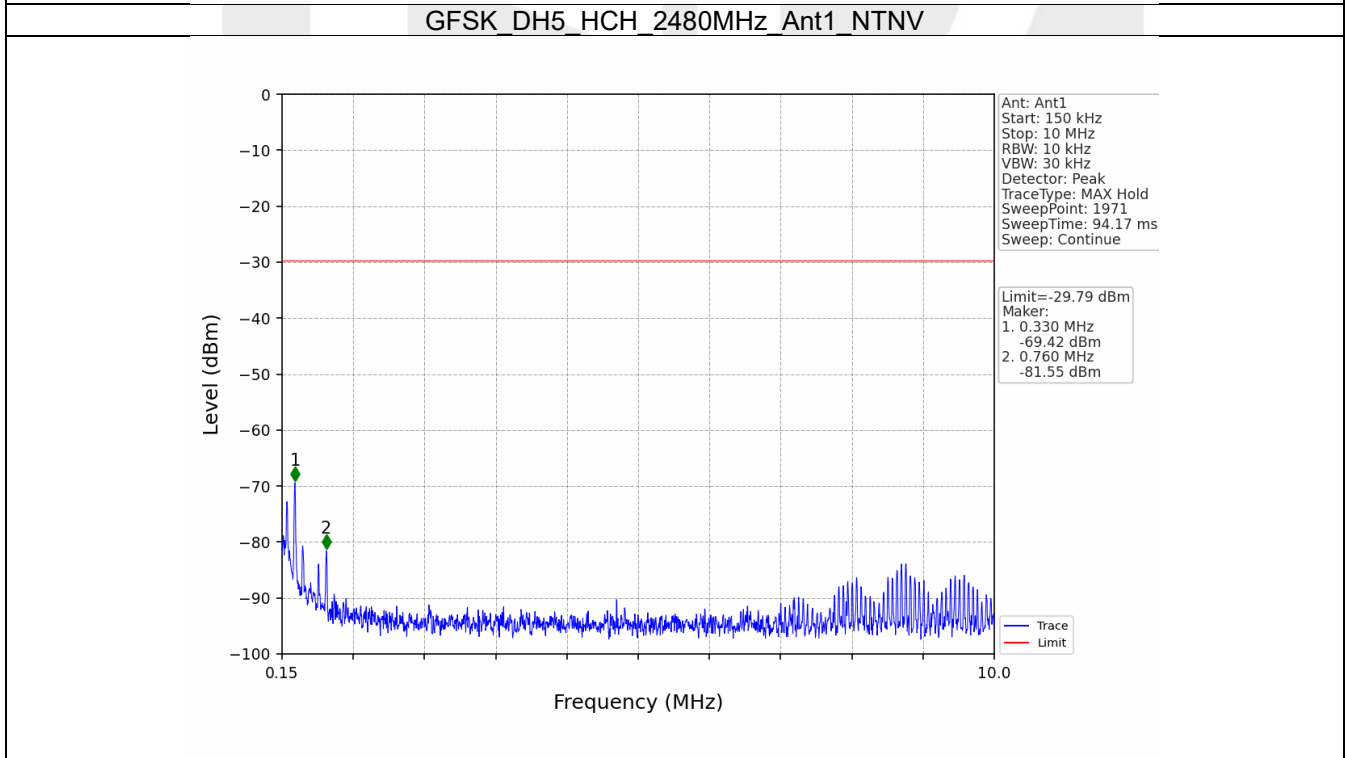 GFSK_DH5_HCH_2480MHz_Ant1_NTNV
0
−10
−20
−30
−40
−50
−60
−70
−80
−90
−100
Level (dBm)
1
2
0.15
10.0
Frequency (MHz)
Ant: Ant1
Start: 150 kHz
Stop: 10 MHz
RBW: 10 kHz
VBW: 30 kHz
Detector: Peak
TraceType: MAX Hold
SweepPoint: 1971
SweepTime: 94.17 ms
Sweep: Continue
Limit=-29.79 dBm
Maker:
1. 0.330 MHz
-69.42 dBm
2. 0.760 MHz
-81.55 dBm
Trace
Limit